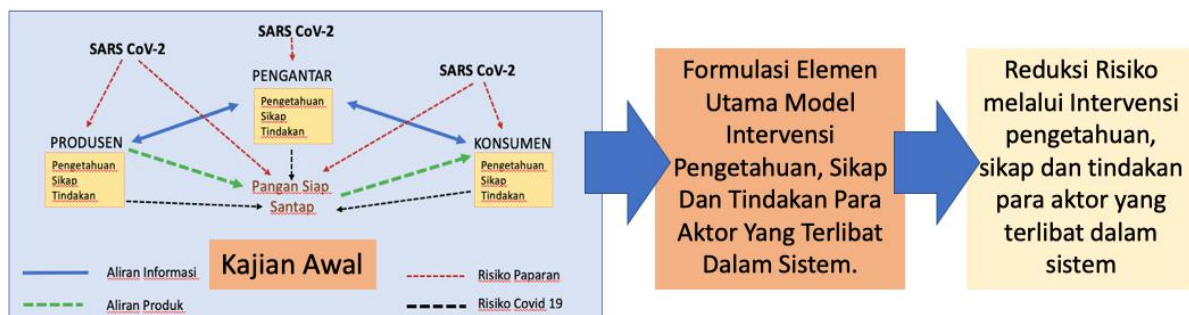 SARS CoV-2
SARS CoV-2
SARS CoV-2
PENGANTAR
Pengetahuan
Sikap
Tindakan
PRODUSEN
Pengetahuan
Sikap
Tindakan
KONSUMEN
Pengetahuan
Sikap
Tindakan
Pangan Siap
Santap
Kajian Awal
Aliran Informasi
Aliran Produk
Risiko Paparan
Risiko Covid 19
Formulasi Elemen
Utama Model
Intervensi
Pengetahuan, Sikap
Dan Tindakan Para
Aktor Yang Terlibat
Dalam Sistem.
Reduksi Risiko
melalui Intervensi
pengetahuan,
sikap dan tindakan
para aktor yang
terlibat dalam
sistem